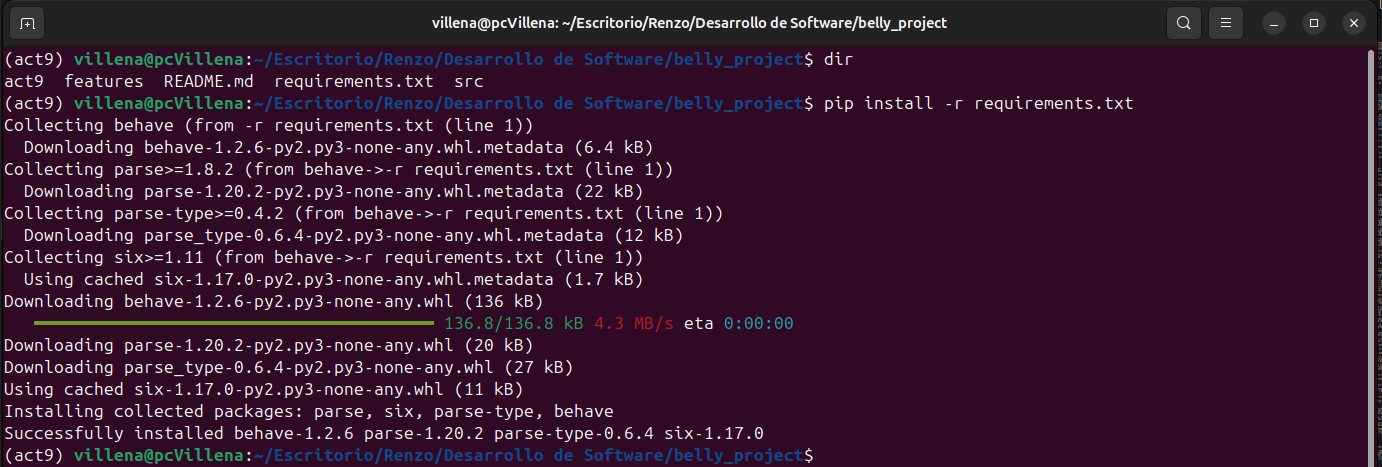 villena@pcVillena: ~/Escritorio/Renzo/Desarrollo de Software/belly_project
(act9) villena@pcVillena:~/Escritorio/Renzo/Desarrollo de Software/belly_project$ dir
act9  features  README.md  requirements.txt  src
(act9) villena@pcVillena:~/Escritorio/Renzo/Desarrollo de Software/belly_project$ pip install -r requirements.txt
Collecting behave (from -r requirements.txt (line 1))
  Downloading behave-1.2.6-py2.py3-none-any.whl.metadata (6.4 kB)
Collecting parse>=1.8.2 (from behave->-r requirements.txt (line 1))
  Downloading parse-1.20.2-py2.py3-none-any.whl.metadata (22 kB)
Collecting parse-type>=0.4.2 (from behave->-r requirements.txt (line 1))
  Downloading parse_type-0.6.4-py2.py3-none-any.whl.metadata (12 kB)
Collecting six>=1.11 (from behave->-r requirements.txt (line 1))
  Using cached six-1.17.0-py2.py3-none-any.whl.metadata (1.7 kB)
Downloading behave-1.2.6-py2.py3-none-any.whl (136 kB)
136.8/136.8 kB 4.3 MB/s eta 0:00:00
Downloading parse-1.20.2-py2.py3-none-any.whl (20 kB)
Downloading parse_type-0.6.4-py2.py3-none-any.whl (27 kB)
Using cached six-1.17.0-py2.py3-none-any.whl (11 kB)
Installing collected packages: parse, six, parse-type, behave
Successfully installed behave-1.2.6 parse-1.20.2 parse-type-0.6.4 six-1.17.0
(act9) villena@pcVillena:~/Escritorio/Renzo/Desarrollo de Software/belly_project$